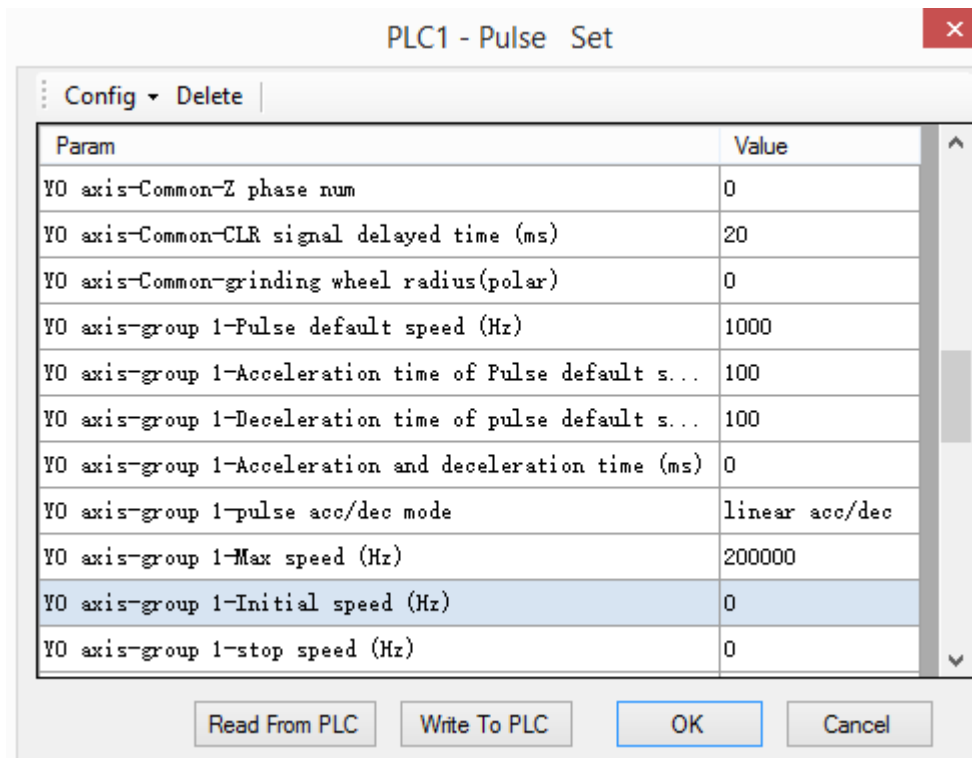 PLC1 - Pulse Set
Config Delete
Param Value
Y0 axis-Common-Z phase num 0
Y0 axis-Common-CLR signal delayed time (ms) 20
Y0 axis-Common-grinding wheel radius(polar) 0
Y0 axis-group 1-Pulse default speed (Hz) 1000
Y0 axis-group 1-Acceleration time of Pulse default s... 100
Y0 axis-group 1-Deceleration time of pulse default s... 100
Y0 axis-group 1-Acceleration and deceleration time (ms) 0
Y0 axis-group 1-pulse acc/dec mode linear acc/dec
Y0 axis-group 1-Max speed (Hz) 200000
Y0 axis-group 1-Initial speed (Hz) 0
Y0 axis-group 1-stop speed (Hz) 0
Read From PLC Write To PLC OK Cancel